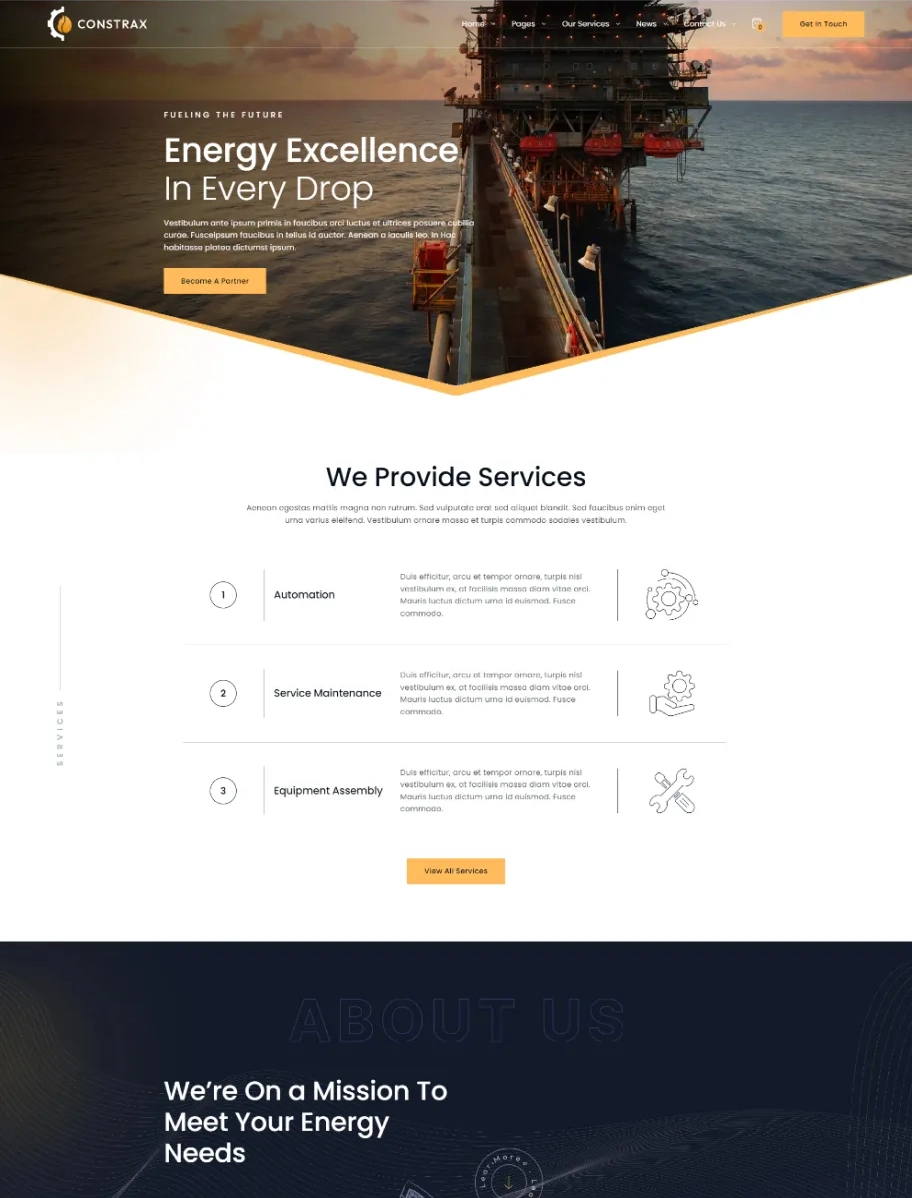 CONSTRAX
Home
Pages
Our Services
News
Contact Us
0
Get In Touch
FUELING THE FUTURE
Energy Excellence
In Every Drop
Vestibulum ante ipsum primis in faucibus orci luctus et ultrices posuere cubilia
curae. Fusceipsum faucibus in tellus id auctor. Aenean a iaculis leo. In Hac
habitasse platea dictumst ipsum.
Become A Partner
We Provide Services
Aenean egestas mattis magna non rutrum. Sed vulputate erat sed aliquet blandit. Sed faucibus enim eget
urna varius eleifend. Vestibulum ornare massa et turpis commodo sodales vestibulum.
SERVICES
1
Automation
Duis efficitur, arcu et tempor ornare, turpis nisl
vestibulum ex, at facilisis massa diam vitae orci.
Mauris luctus dictum urna id euismod. Fusce
commodo.
2
Service Maintenance
Duis efficitur, arcu et tempor ornare, turpis nisl
vestibulum ex, at facilisis massa diam vitae orci.
Mauris luctus dictum urna id euismod. Fusce
commodo.
3
Equipment Assembly
Duis efficitur, arcu et tempor ornare, turpis nisl
vestibulum ex, at facilisis massa diam vitae orci.
Mauris luctus dictum urna id euismod. Fusce
commodo.
View All Services
ABOUT US
We’re On a Mission To
Meet Your Energy
Needs